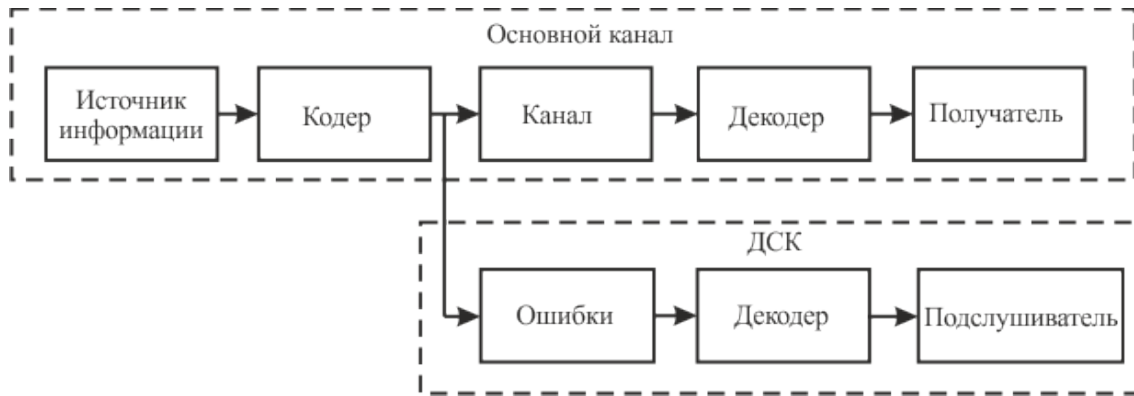 Основной канал
Источник
информации
Кодер
Канал
Декодер
Получатель
ДСК
Ошибки
Декодер
Подслушиватель